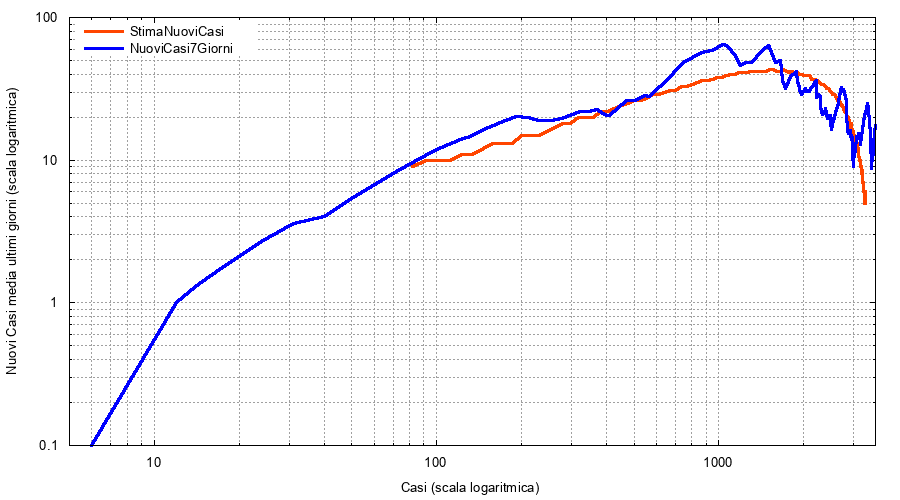 100
StimaNuoviCasi
NuoviCasi7Giorni
10
1
0.1
Nuovi Casi media ultimi giorni (scala logaritmica)
10 100 1000
Casi (scala logaritmica)